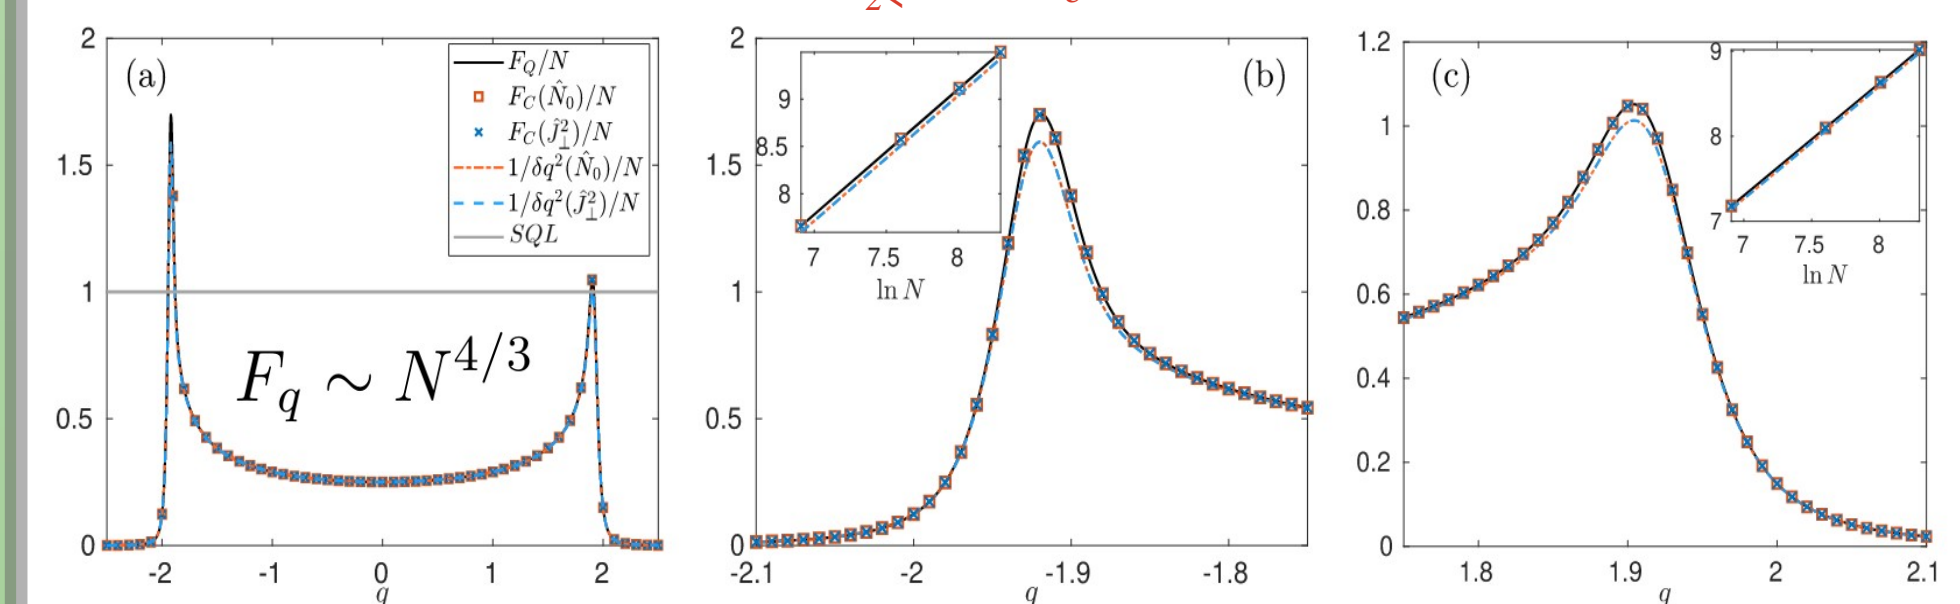 2
(a)
F_Q/N
F_C(N̂_0)/N
F_C(Ĵ_⊥^2)/N
1/δq^2(N̂_0)/N
1/δq^2(Ĵ_⊥^2)/N
SQL
F_q ∼ N^{4/3}
2
1.5
1
0.5
0
-2 -1 0 1 2
q
(b)
2
1.5
1
0.5
0
-2.1 -2 -1.9 -1.8
q
9
8.5
8
7 7.5 8
ln N
(c)
1.2
1
0.8
0.6
0.4
0.2
0
1.8 1.9 2 2.1
q
9
8
7
7 7.5 8
ln N